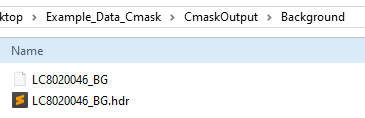 ktop > Example_Data_Cmask > CmaskOutput > Background
Name
LC8020046_BG
LC8020046_BG.hdr